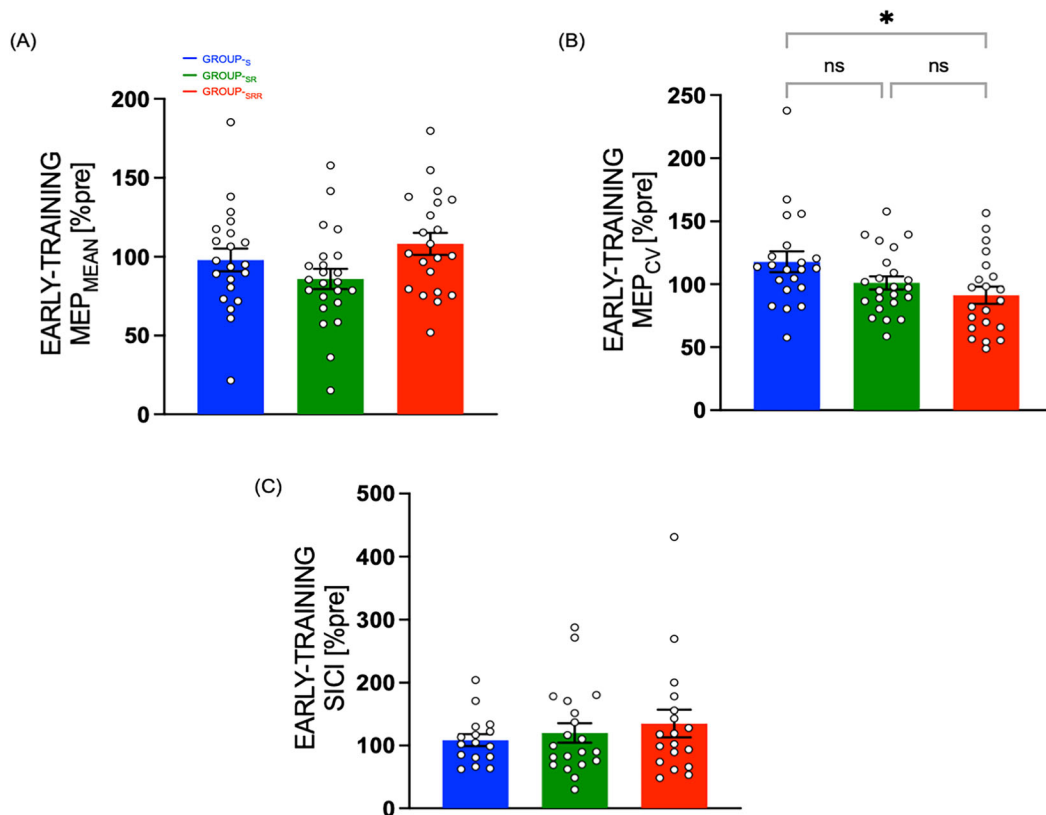 (A)
GROUP-S
GROUP-SR
GROUP-SRR
EARLY-TRAINING
MEPMEAN [%pre]
200
150
100
50
0
(B)
*
ns ns
EARLY-TRAINING
MEPCV [%pre]
250
200
150
100
50
0
(C)
EARLY-TRAINING
SICI [%pre]
500
400
300
200
100
0